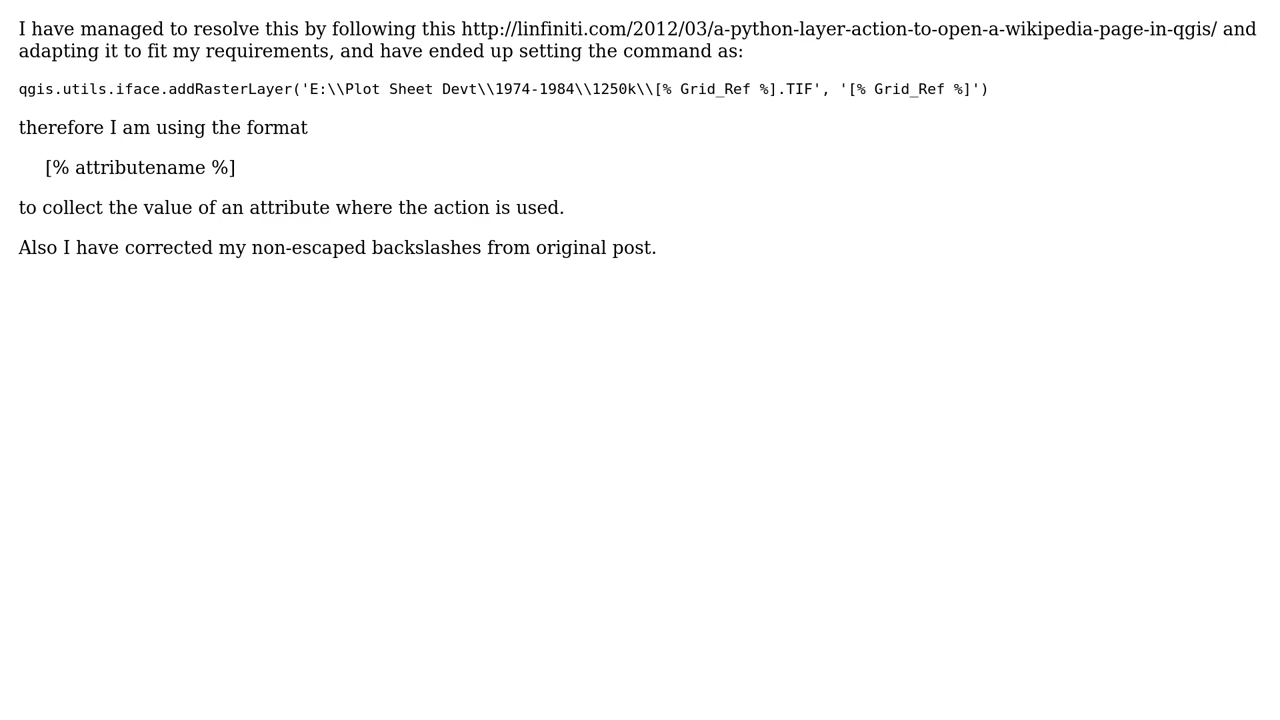 I have managed to resolve this by following this http://linfiniti.com/2012/03/a-python-layer-action-to-open-a-wikipedia-page-in-qgis/ and
adapting it to fit my requirements, and have ended up setting the command as:
qgis.utils.iface.addRasterLayer('E:\\Plot Sheet Devt\\1974-1984\\1250k\\[% Grid_Ref %].TIF', '[% Grid_Ref %]')
therefore I am using the format
[% attributename %]
to collect the value of an attribute where the action is used.
Also I have corrected my non-escaped backslashes from original post.